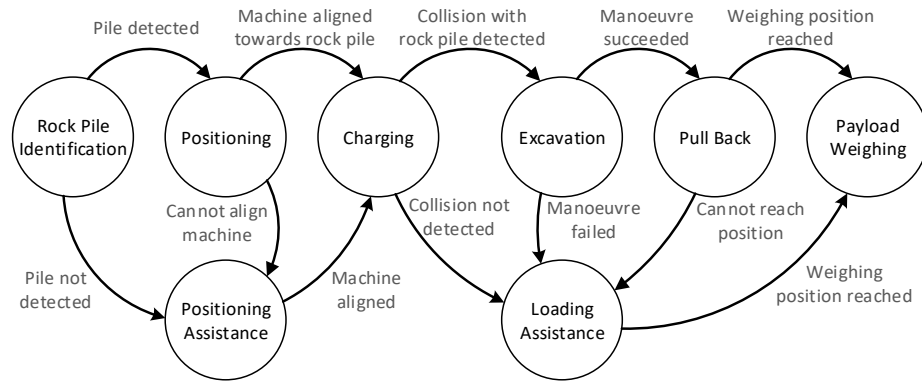 Pile detected
Machine aligned
towards rock pile
Collision with
rock pile detected
Manoeuvre
succeeded
Weighing position
reached
Rock Pile
Identification
Positioning
Charging
Excavation
Pull Back
Payload
Weighing
Cannot align
machine
Collision not
detected
Manoeuvre
failed
Cannot reach
position
Pile not
detected
Positioning
Assistance
Machine
aligned
Loading
Assistance
Weighing
position reached